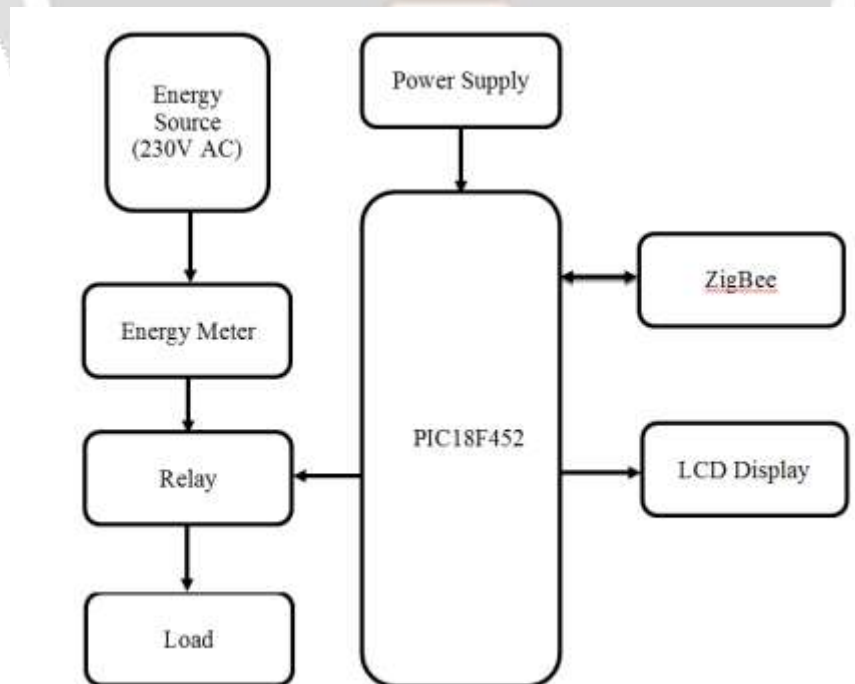 Energy
Source
(230V AC)
Power Supply
Energy Meter
ZigBee
PIC18F452
Relay
LCD Display
Load